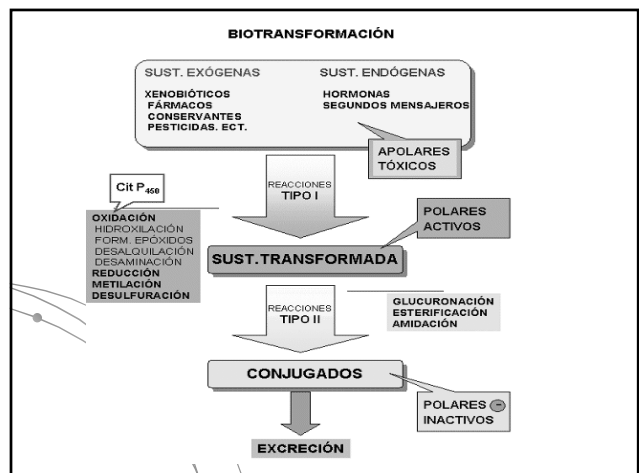 BIOTRANSFORMACIÓN
SUST. EXÓGENAS
XENOBIÓTICOS
FÁRMACOS
CONSERVANTES
PESTICIDAS. ECT.
SUST. ENDÓGENAS
HORMONAS
SEGUNDOS MENSAJEROS
APOLARES
TÓXICOS
REACCIONES
TIPO I
Cit P450
OXIDACIÓN
HIDROXILACIÓN
FORM. EPÓXIDOS
DESALQUILACIÓN
DESAMINACIÓN
REDUCCIÓN
METILACIÓN
DESULFURACIÓN
POLARES
ACTIVOS
SUST.TRANSFORMADA
REACCIONES
TIPO II
GLUCURONACIÓN
ESTERIFICACIÓN
AMIDACIÓN
CONJUGADOS
POLARES -
INACTIVOS
EXCRECIÓN